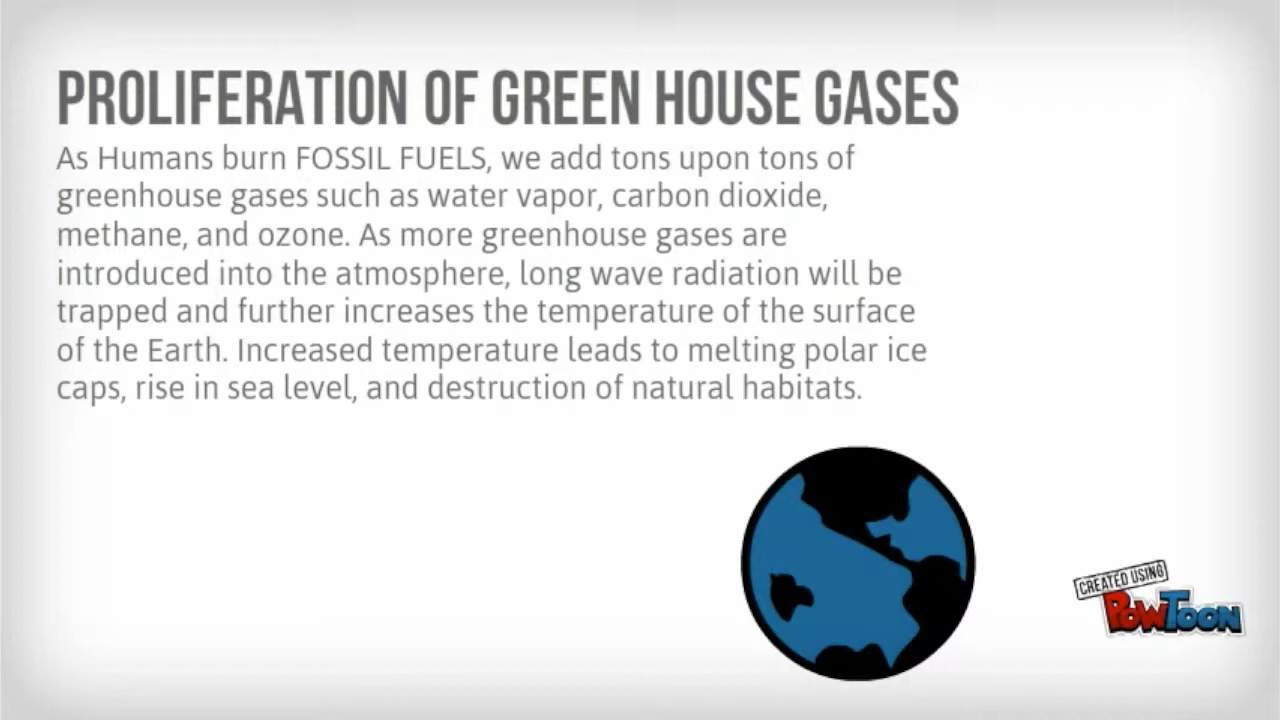 PROLIFERATION OF GREEN HOUSE GASES
As Humans burn FOSSIL FUELS, we add tons upon tons of
greenhouse gases such as water vapor, carbon dioxide,
methane, and ozone. As more greenhouse gases are
introduced into the atmosphere, long wave radiation will be
trapped and further increases the temperature of the surface
of the Earth. Increased temperature leads to melting polar ice
caps, rise in sea level, and destruction of natural habitats.
CREATED USING
POWTOON